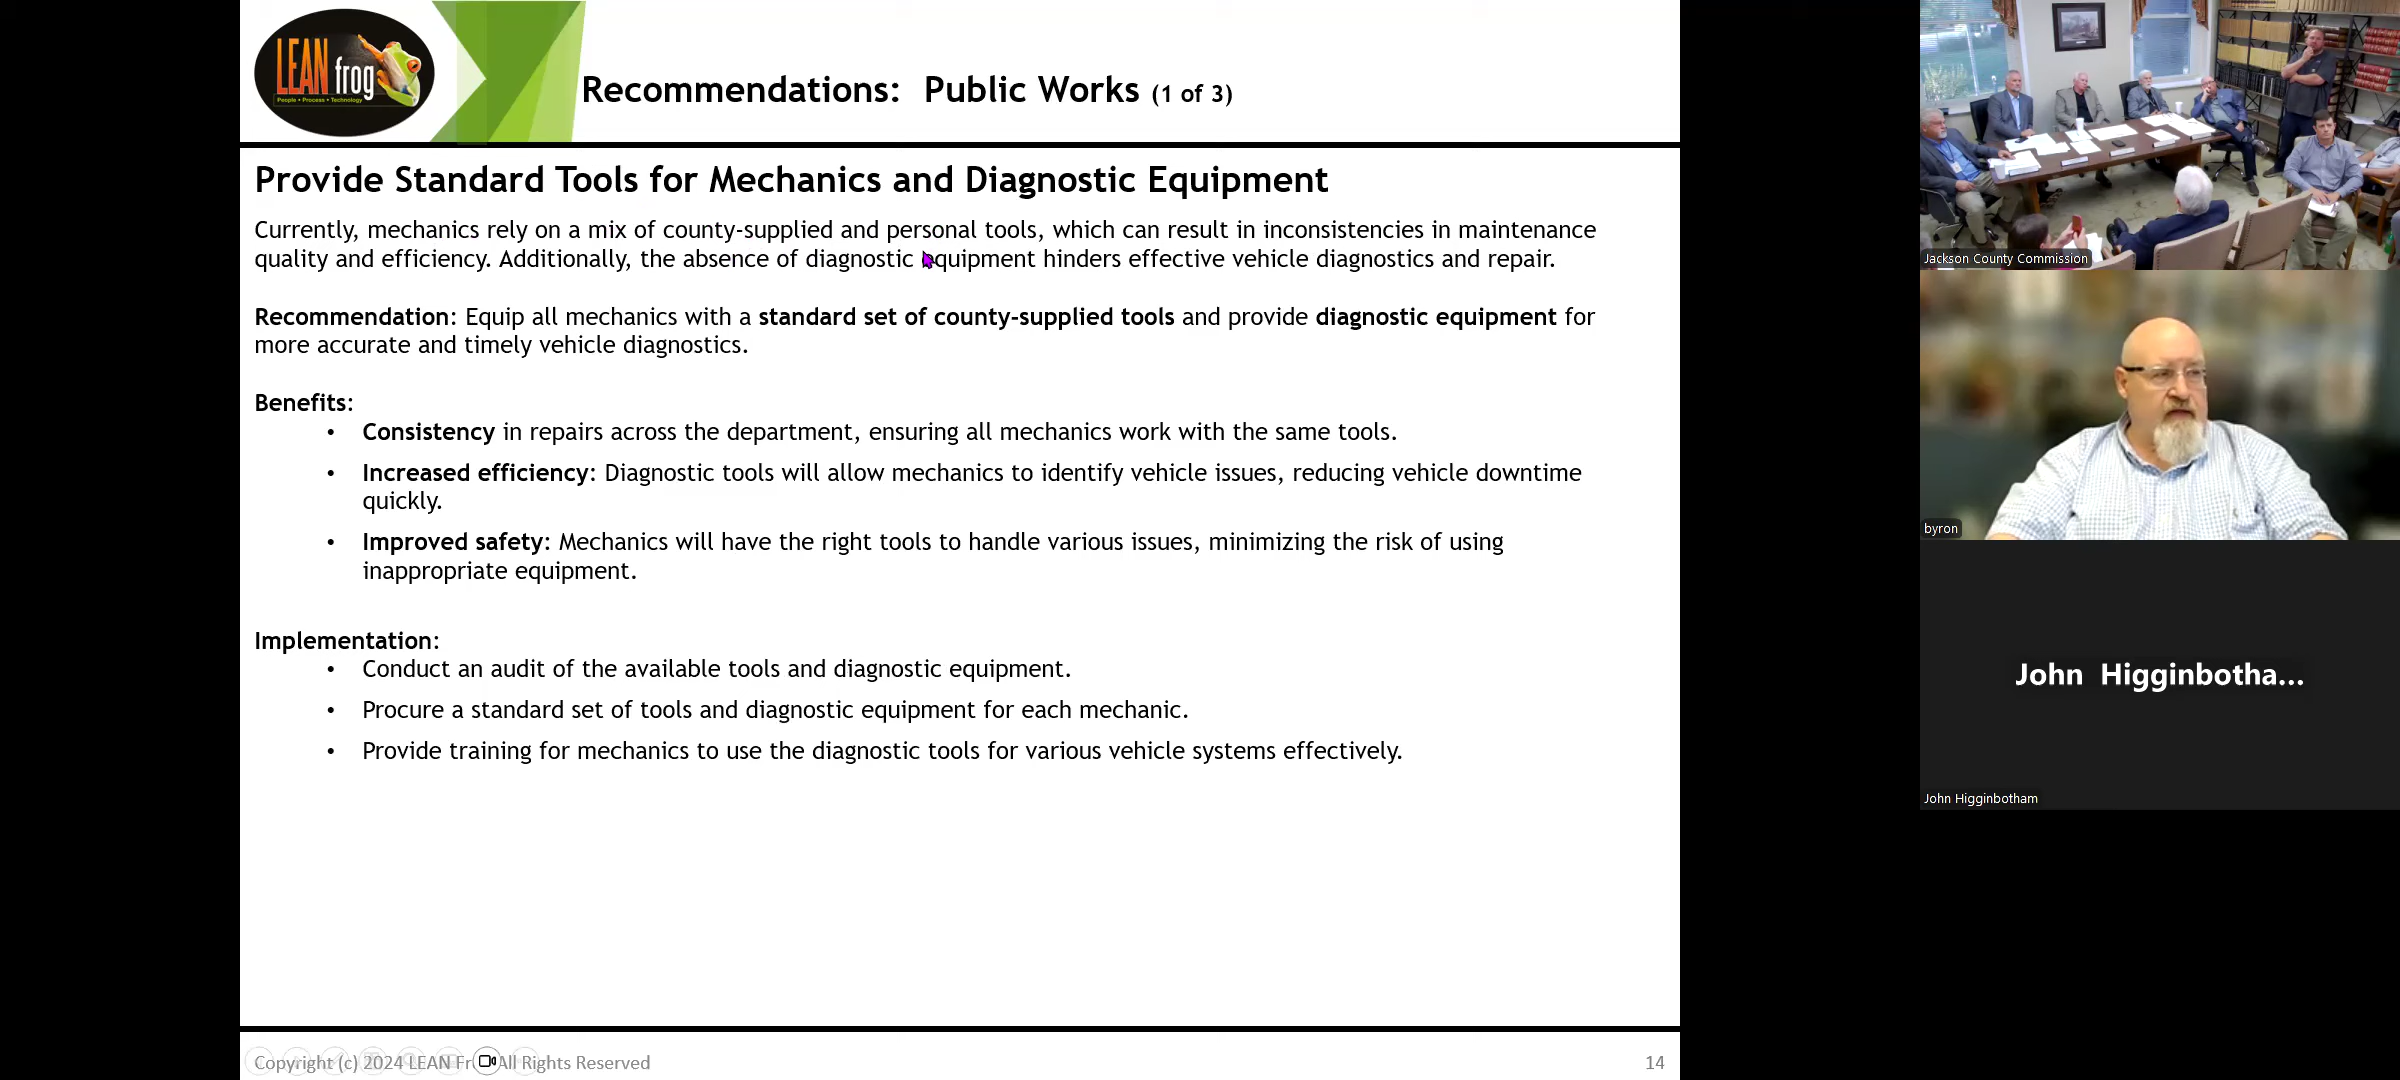 LEAN frog
People • Process • Technology
Recommendations:  Public Works (1 of 3)
Provide Standard Tools for Mechanics and Diagnostic Equipment
Currently, mechanics rely on a mix of county-supplied and personal tools, which can result in inconsistencies in maintenance
quality and efficiency. Additionally, the absence of diagnostic equipment hinders effective vehicle diagnostics and repair.
Recommendation: Equip all mechanics with a standard set of county-supplied tools and provide diagnostic equipment for
more accurate and timely vehicle diagnostics.
Benefits:
• Consistency in repairs across the department, ensuring all mechanics work with the same tools.
• Increased efficiency: Diagnostic tools will allow mechanics to identify vehicle issues, reducing vehicle downtime
quickly.
• Improved safety: Mechanics will have the right tools to handle various issues, minimizing the risk of using
inappropriate equipment.
Implementation:
• Conduct an audit of the available tools and diagnostic equipment.
• Procure a standard set of tools and diagnostic equipment for each mechanic.
• Provide training for mechanics to use the diagnostic tools for various vehicle systems effectively.
Copyright (c) 2024 LEAN Fr All Rights Reserved
14
Jackson County Commission
byron
John Higginbotha...
John Higginbotham